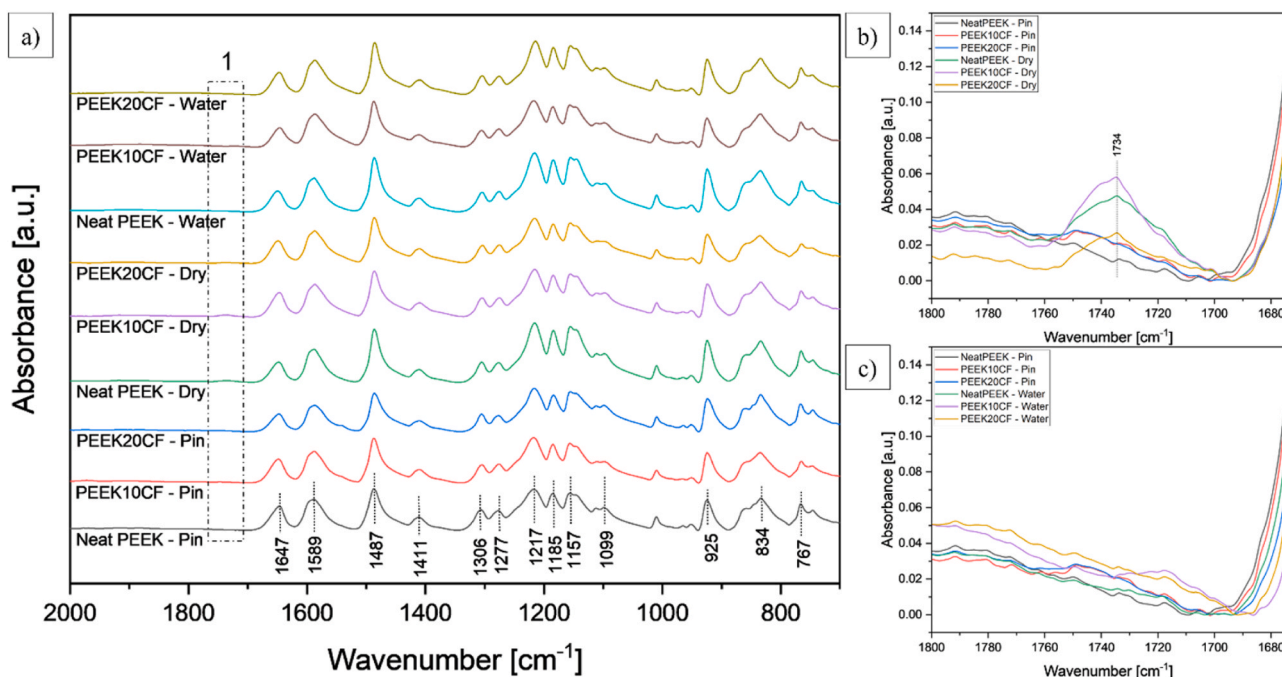 a)
1
PEEK20CF - Water
PEEK10CF - Water
Neat PEEK - Water
PEEK20CF - Dry
PEEK10CF - Dry
Neat PEEK - Dry
PEEK20CF - Pin
PEEK10CF - Pin
Neat PEEK - Pin
1647
1589
1487
1411
1306
1277
1217
1185
1157
1099
925
834
767
2000 1800 1600 1400 1200 1000 800
Wavenumber [cm⁻¹]
Absorbance [a.u.]
b)
NeatPEEK - Pin
PEEK10CF - Pin
PEEK20CF - Pin
NeatPEEK - Dry
PEEK10CF - Dry
PEEK20CF - Dry
1734
0.14
0.12
0.10
0.08
0.06
0.04
0.02
0.00
Absorbance [a.u.]
1800 1780 1760 1740 1720 1700 1680
Wavenumber [cm⁻¹]
c)
NeatPEEK - Pin
PEEK10CF - Pin
PEEK20CF - Pin
NeatPEEK - Water
PEEK10CF - Water
PEEK20CF - Water
0.14
0.12
0.10
0.08
0.06
0.04
0.02
0.00
Absorbance [a.u.]
1800 1780 1760 1740 1720 1700 1680
Wavenumber [cm⁻¹]